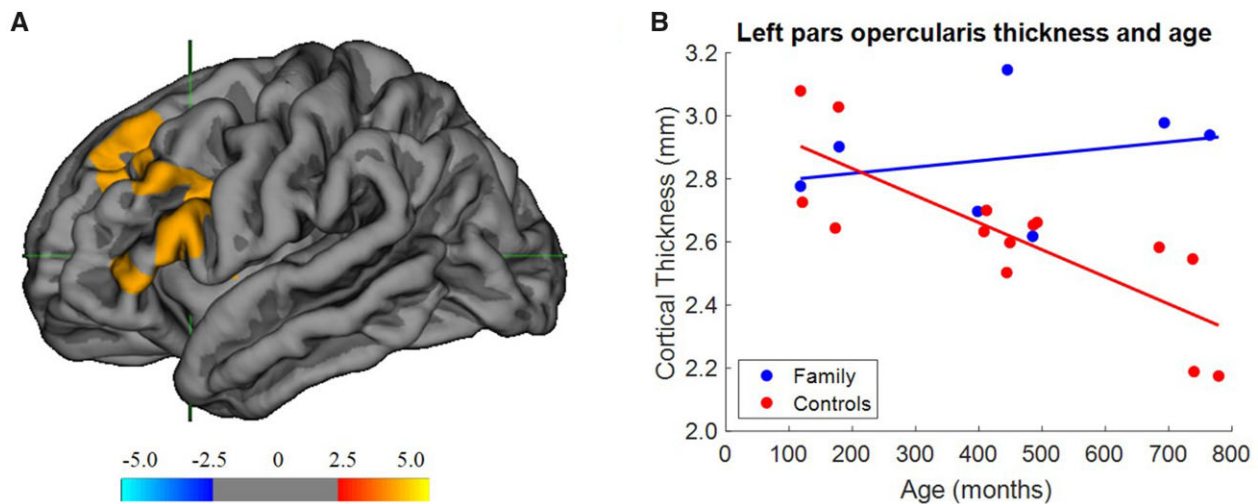 A
-5.0 -2.5 0 2.5 5.0
B
Left pars opercularis thickness and age
Cortical Thickness (mm)
3.2
3.0
2.8
2.6
2.4
2.2
2.0
Family
Controls
0 100 200 300 400 500 600 700 800
Age (months)